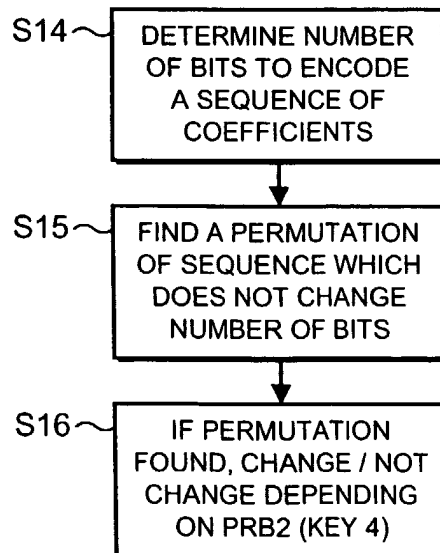 S14
DETERMINE NUMBER
OF BITS TO ENCODE
A SEQUENCE OF
COEFFICIENTS
S15
FIND A PERMUTATION
OF SEQUENCE WHICH
DOES NOT CHANGE
NUMBER OF BITS
S16
IF PERMUTATION
FOUND, CHANGE / NOT
CHANGE DEPENDING
ON PRB2 (KEY 4)